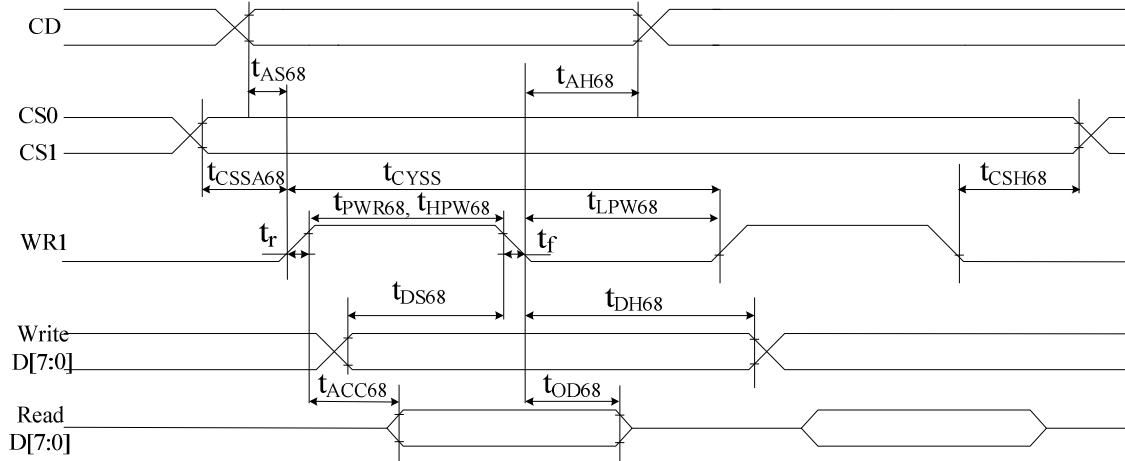 CD
tAS68
tAH68
CS0
CS1
tCSSA68
tCYSS
tCSH68
tPWR68, tHPW68
tLPW68
WR1
tr
tf
tDS68
tDH68
Write
D[7:0]
tACC68
tOD68
Read
D[7:0]